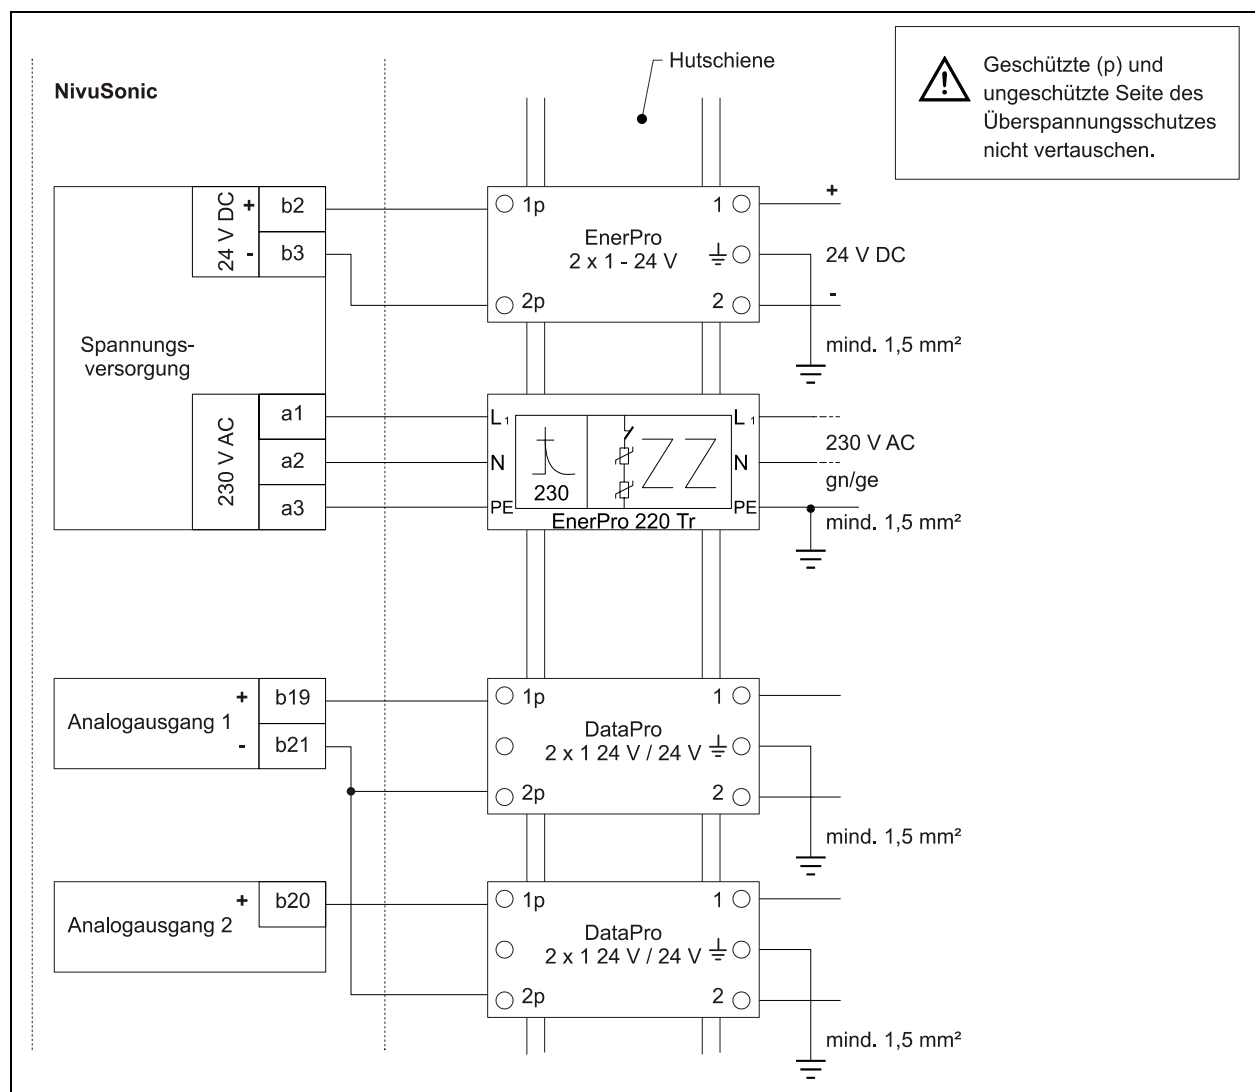 Hutschiene
Geschützte (p) und
ungeschützte Seite des
Überspannungsschutzes
nicht vertauschen.
NivuSonic
24 V DC
+
b2
-
b3
1p
1
EnerPro
2 x 1 - 24 V
2p
2
+
24 V DC
-
mind. 1,5 mm²
Spannungs-
versorgung
230 V AC
a1
a2
a3
L1
N
PE
230
EnerPro 220 Tr
L1
N
PE
230 V AC
gn/ge
mind. 1,5 mm²
Analogausgang 1
+
b19
-
b21
1p
1
DataPro
2 x 1 24 V / 24 V
2p
2
mind. 1,5 mm²
Analogausgang 2
+
b20
1p
1
DataPro
2 x 1 24 V / 24 V
2p
2
mind. 1,5 mm²